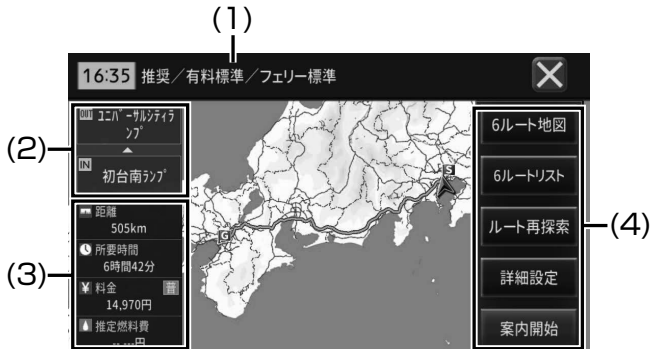 (1)
16:35 推奨／有料標準／フェリー標準
(2)
OUT ユニバーサルシティラ
ンプ
IN
初台南ランプ
(3)
距離
505km
所要時間
6時間42分
¥ 料金 普
14,970円
推定燃料費
--,---円
S
G
6ルート地図
6ルートリスト
ルート再探索
(4)
詳細設定
案内開始